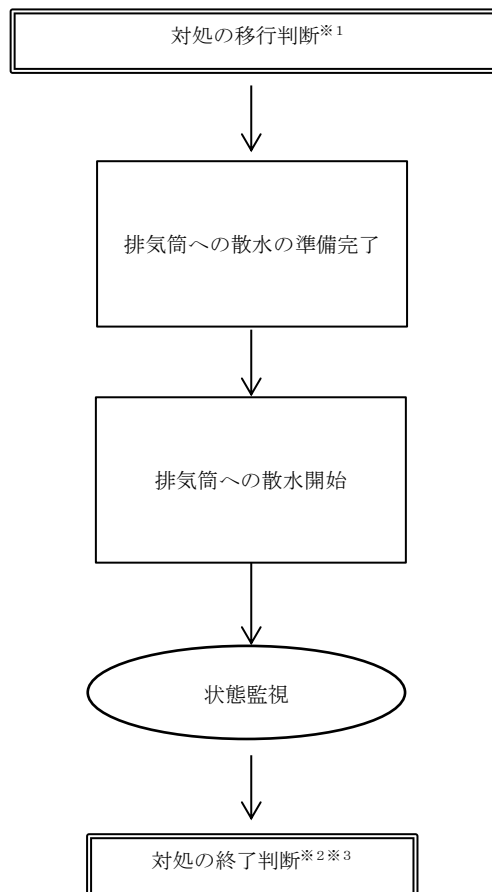 対処の移行判断※1
排気筒への散水の準備完了
排気筒への散水開始
状態監視
対処の終了判断※2※3